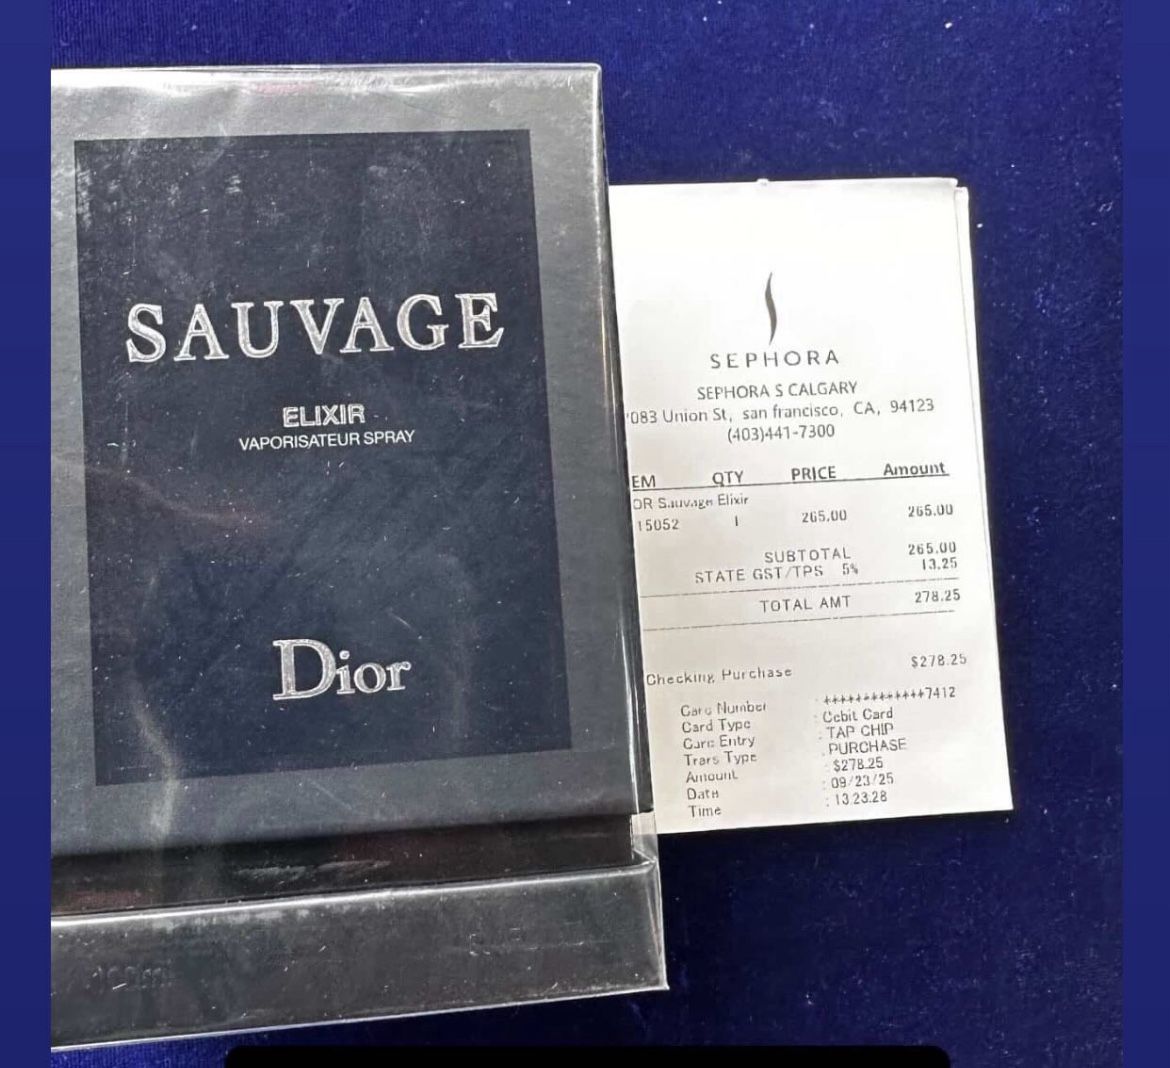 SAUVAGE
ELIXIR
VAPORISATEUR SPRAY
Dior
SEPHORA
SEPHORA S CALGARY
083 Union St, san francisco, CA, 94123
(403)441-7300
EM QTY PRICE Amount
OR Sauvage Elixir
15052 1 265.00 265.00
SUBTOTAL 265.00
STATE GST/TPS 5% 13.25
TOTAL AMT 278.25
Checking Purchase $278.25
Card Number : ************7412
Card Type : Debit Card
Card Entry : TAP CHIP
Trans Type : PURCHASE
Amount : $278.25
Date : 09/23/25
Time : 13.23.28